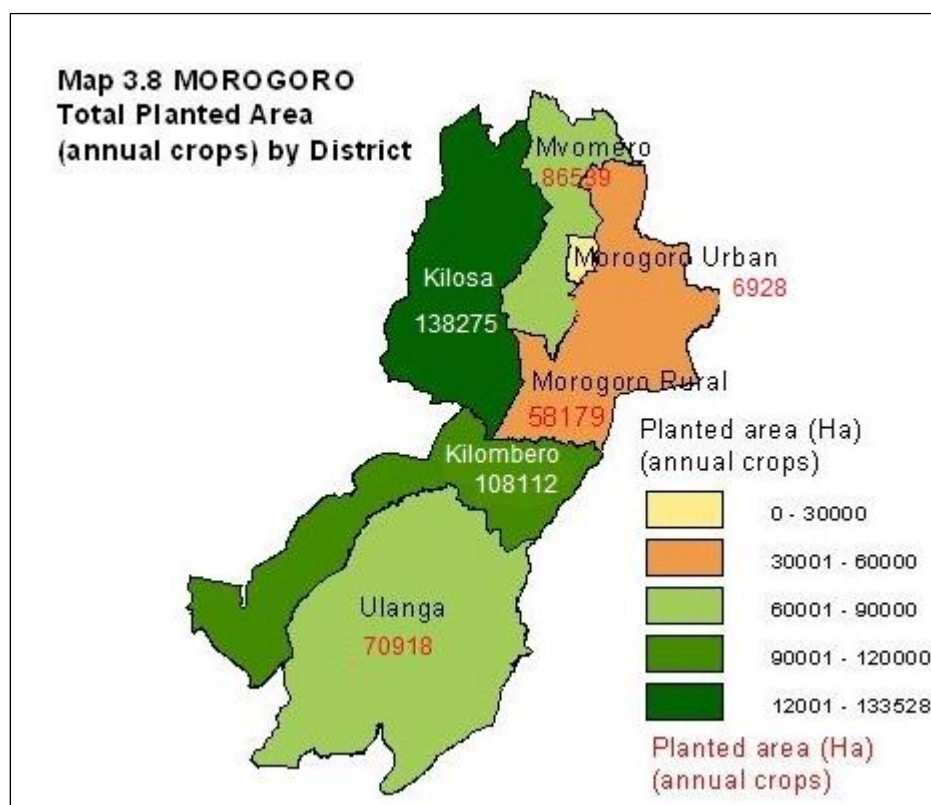 Map 3.8 MOROGORO
Total Planted Area
(annual crops) by District
Mvomero
86539
Morogoro Urban
6928
Kilosa
138275
Morogoro Rural
58179
Kilombero
108112
Ulanga
70918
Planted area (Ha)
(annual crops)
0 - 30000
30001 - 60000
60001 - 90000
90001 - 120000
12001 - 133528
Planted area (Ha)
(annual crops)